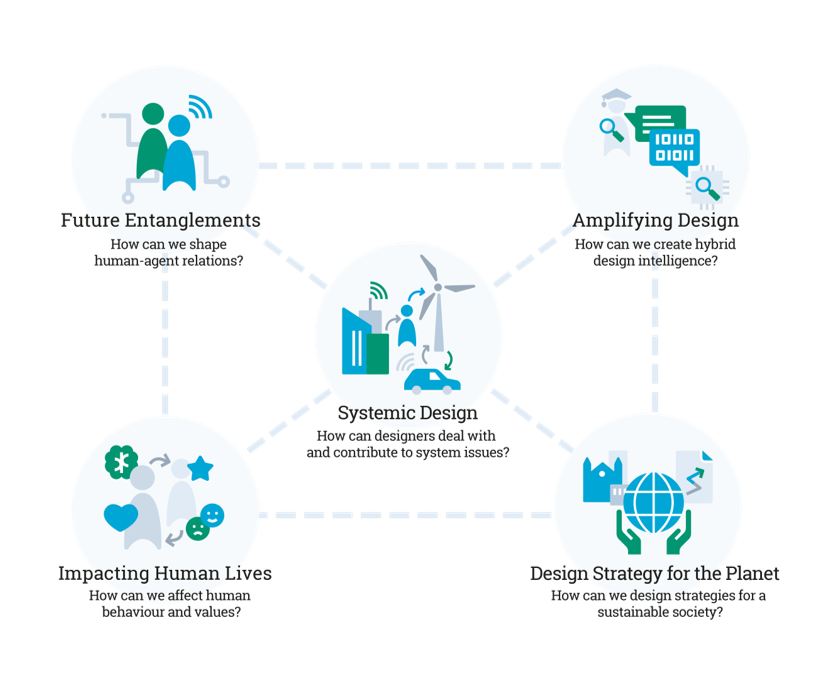 10110
01011
Future Entanglements
How can we shape
human-agent relations?
Amplifying Design
How can we create hybrid
design intelligence?
Systemic Design
How can designers deal with
and contribute to system issues?
Impacting Human Lives
How can we affect human
behaviour and values?
Design Strategy for the Planet
How can we design strategies for a
sustainable society?